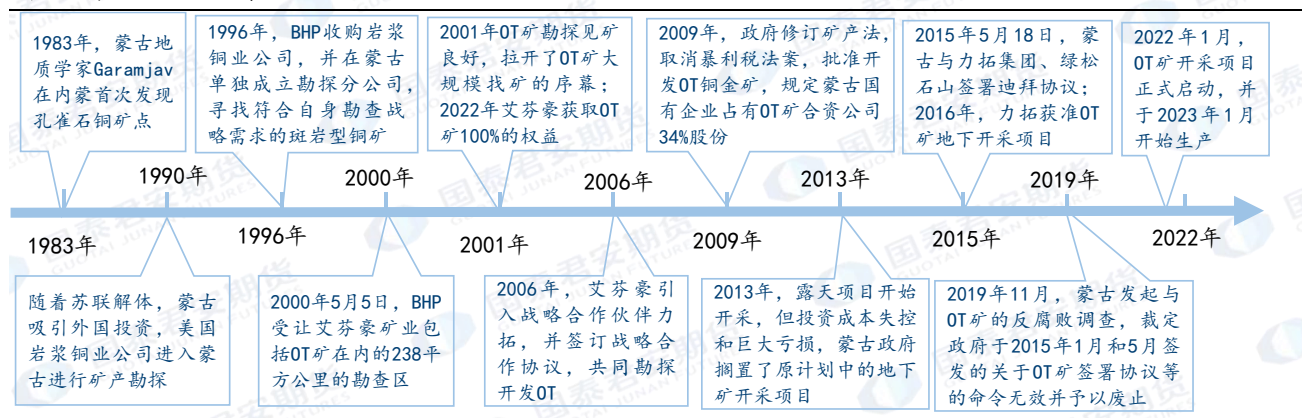 1983年，蒙古地
质学家Garamjav
在内蒙首次发现
孔雀石铜矿点
1996年，BHP收购岩浆
铜业公司，并在蒙古
单独成立勘探分公司，
寻找符合自身勘查战
略需求的斑岩型铜矿
2001年OT矿勘探见矿
良好，拉开了OT矿大
规模找矿的序幕；
2022年艾芬豪获取OT
矿100%的权益
2009年，政府修订矿产法，
取消暴利税法案，批准开
发OT铜金矿，规定蒙古国
有企业占有OT矿合资公司
34%股份
2015年5月18日，蒙
古与力拓集团、绿松
石山签署迪拜协议；
2016年，力拓获准OT
矿地下开采项目
2022年1月，
OT矿开采项目
正式启动，并
于2023年1月
开始生产
1990年
2000年
2006年
2013年
2019年
1983年
1996年
2001年
2009年
2015年
2022年
随着苏联解体，蒙古
吸引外国投资，美国
岩浆铜业公司进入蒙
古进行矿产勘探
2000年5月5日，BHP
受让艾芬豪矿业包
括OT矿在内的238平
方公里的勘查区
2006年，艾芬豪引
入战略合作伙伴力
拓，并签订战略合
作协议，共同勘探
开发OT
2013年，露天项目开始
开采，但投资成本失控
和巨大亏损，蒙古政府
搁置了原计划中的地下
矿开采项目
2019年11月，蒙古发起与
OT矿的反腐败调查，裁定
政府于2015年1月和5月签
发的关于OT矿签署协议等
的命令无效并予以废止
国泰君安期货
GUOTAI JUNAN FUTURES